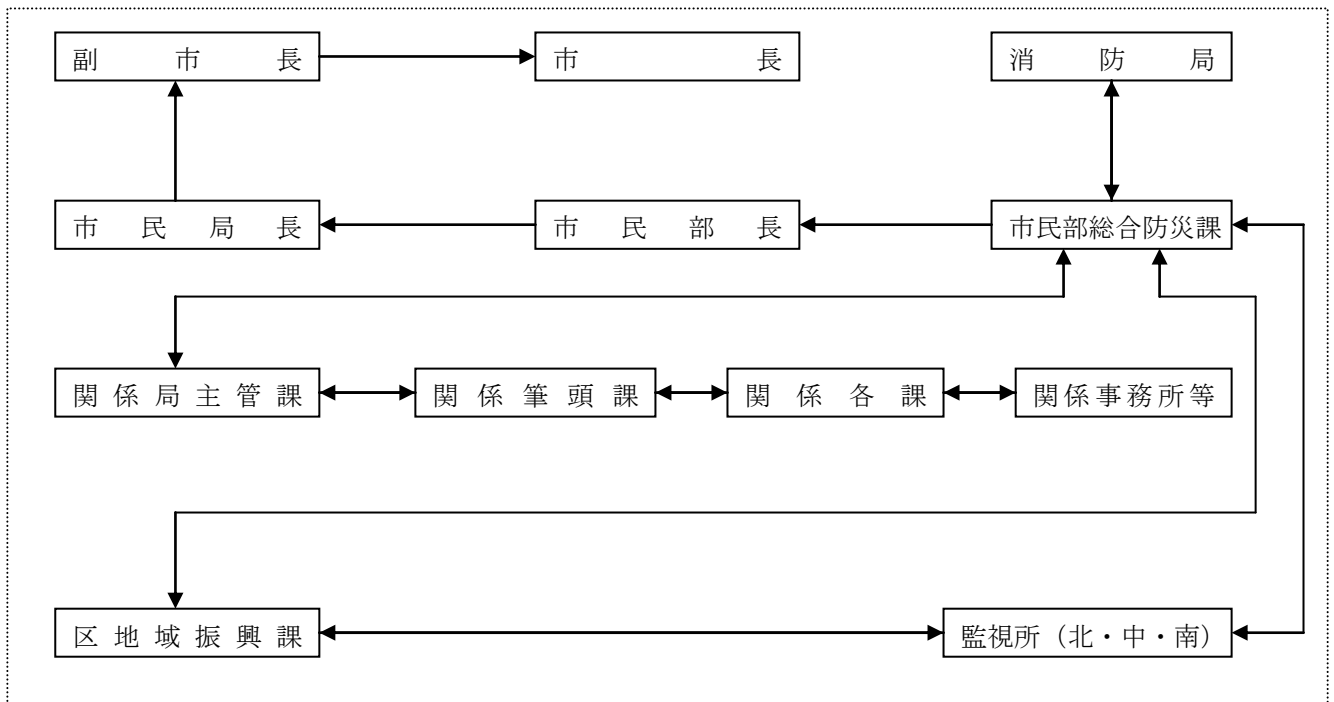 副市長
市長
消防局
市民局長
市民部長
市民部総合防災課
関係局主管課
関係筆頭課
関係各課
関係事務所等
区地域振興課
監視所（北・中・南）